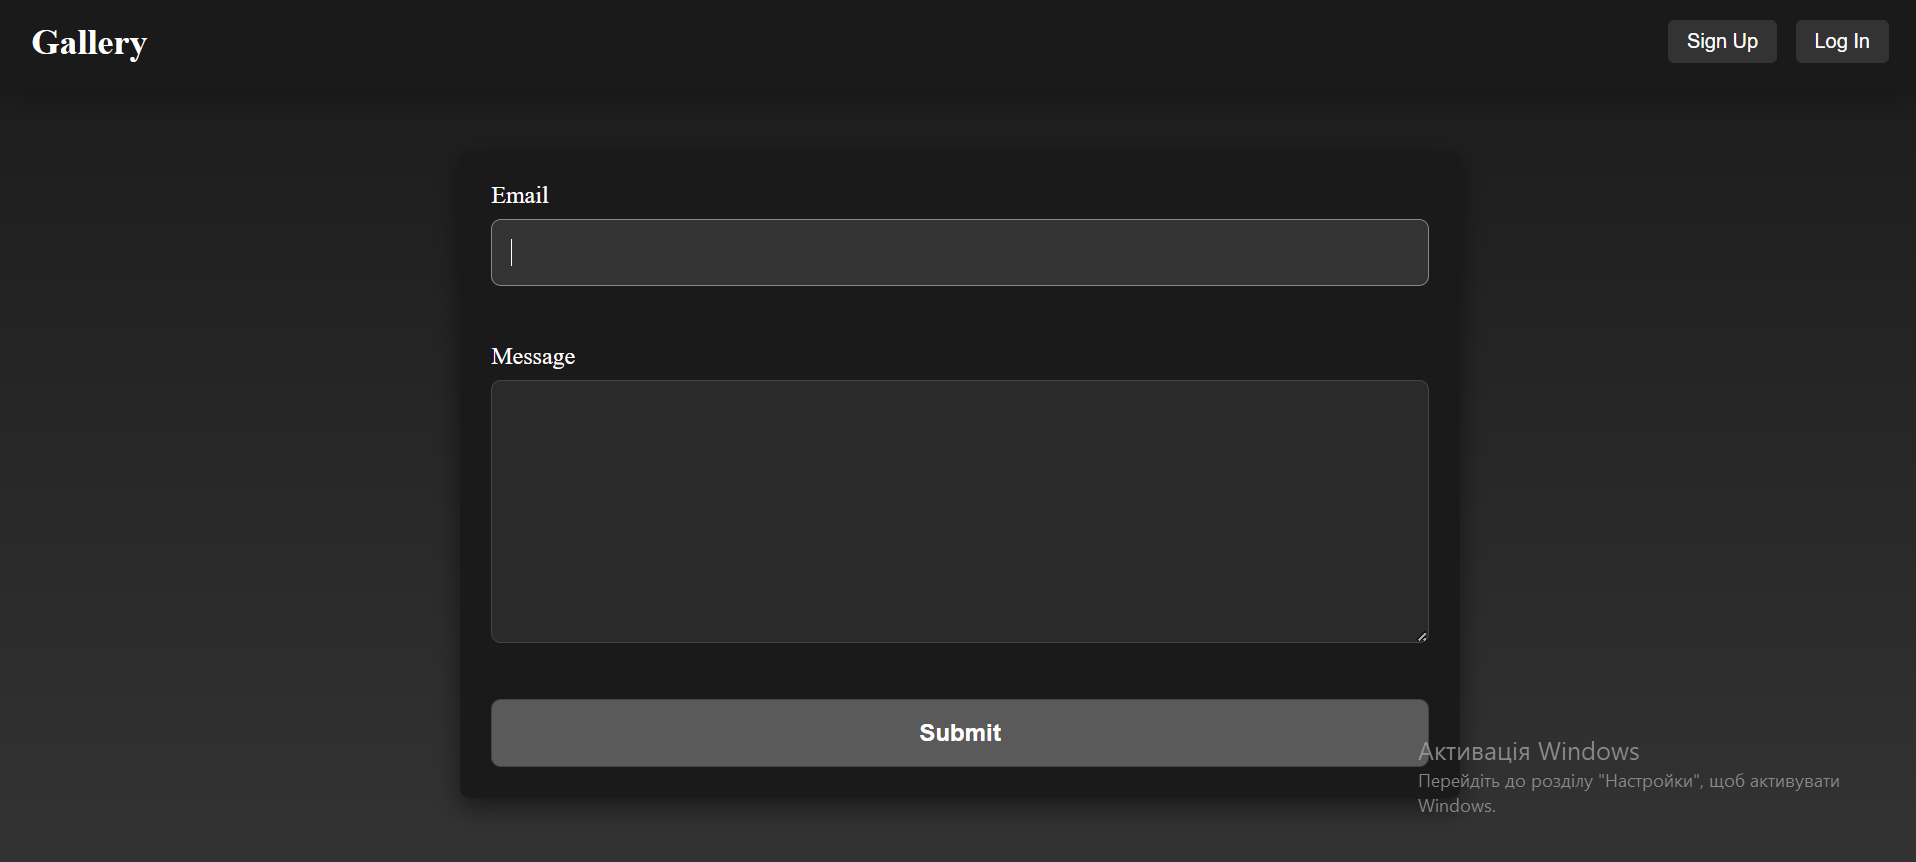 Gallery
Sign Up
Log In
Email
Message
Submit
Активація Windows
Перейдіть до розділу "Настройки", щоб активувати
Windows.